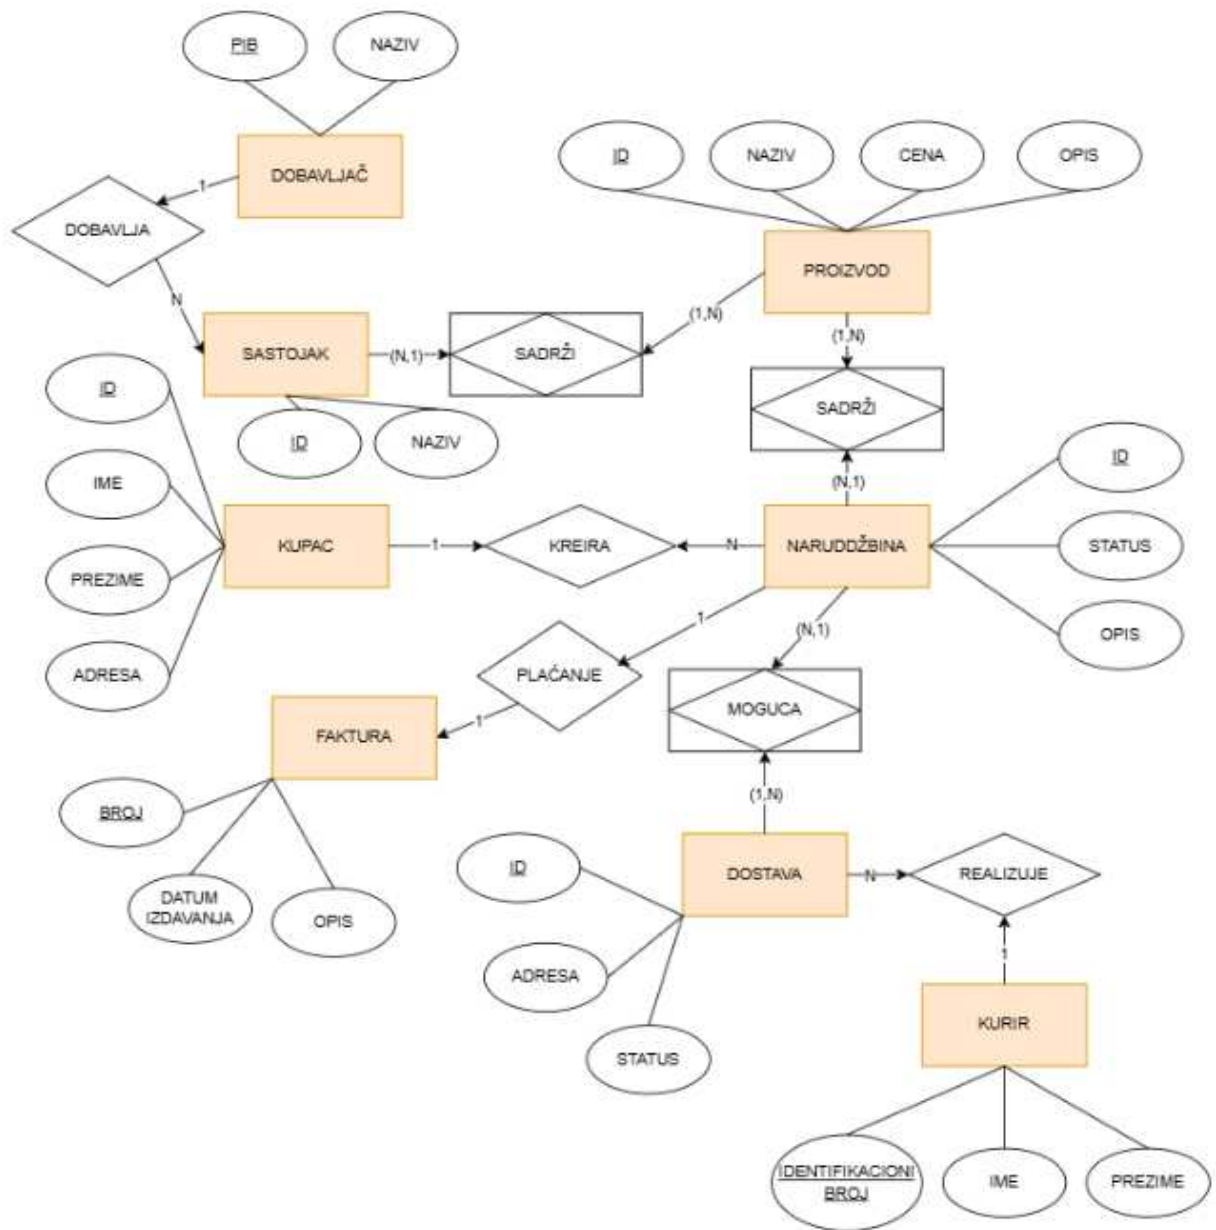 PIB
NAZIV
DOBAVLJAČ
ID
NAZIV
CENA
OPIS
1
DOBAVLJA
PROIZVOD
N
(1,N)
(1,N)
SASTOJAK
(N,1)
SADRŽI
ID
SADRŽI
ID
NAZIV
ID
IME
(N,1)
KUPAC
1
KREIRA
N
NARUDDŽBINA
STATUS
PREZIME
1
(N,1)
OPIS
ADRESA
PLAĆANJE
MOGUCA
1
FAKTURA
BROJ
(1,N)
ID
DOSTAVA
N
REALIZUJE
DATUM
IZDAVANJA
OPIS
1
ADRESA
KURIR
STATUS
IDENTIFIKACIONI
BROJ
IME
PREZIME